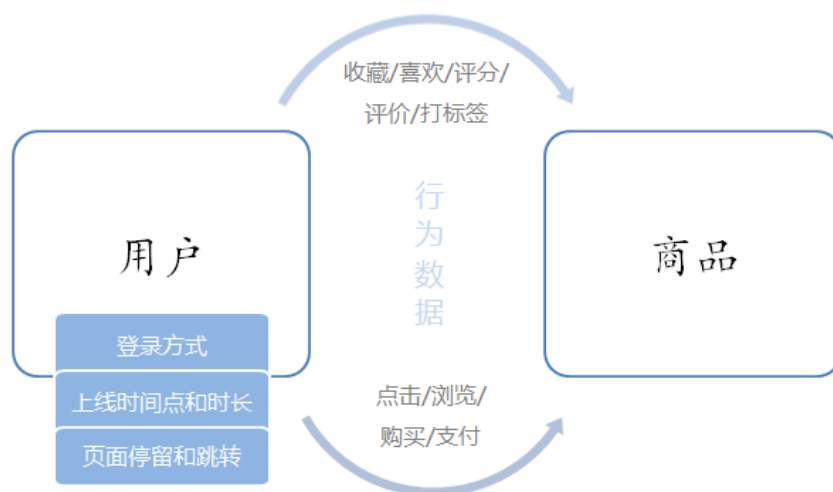 收藏/喜欢/评分/
评价/打标签
用户
行为数据
商品
登录方式
上线时间点和时长
页面停留和跳转
点击/浏览/
购买/支付